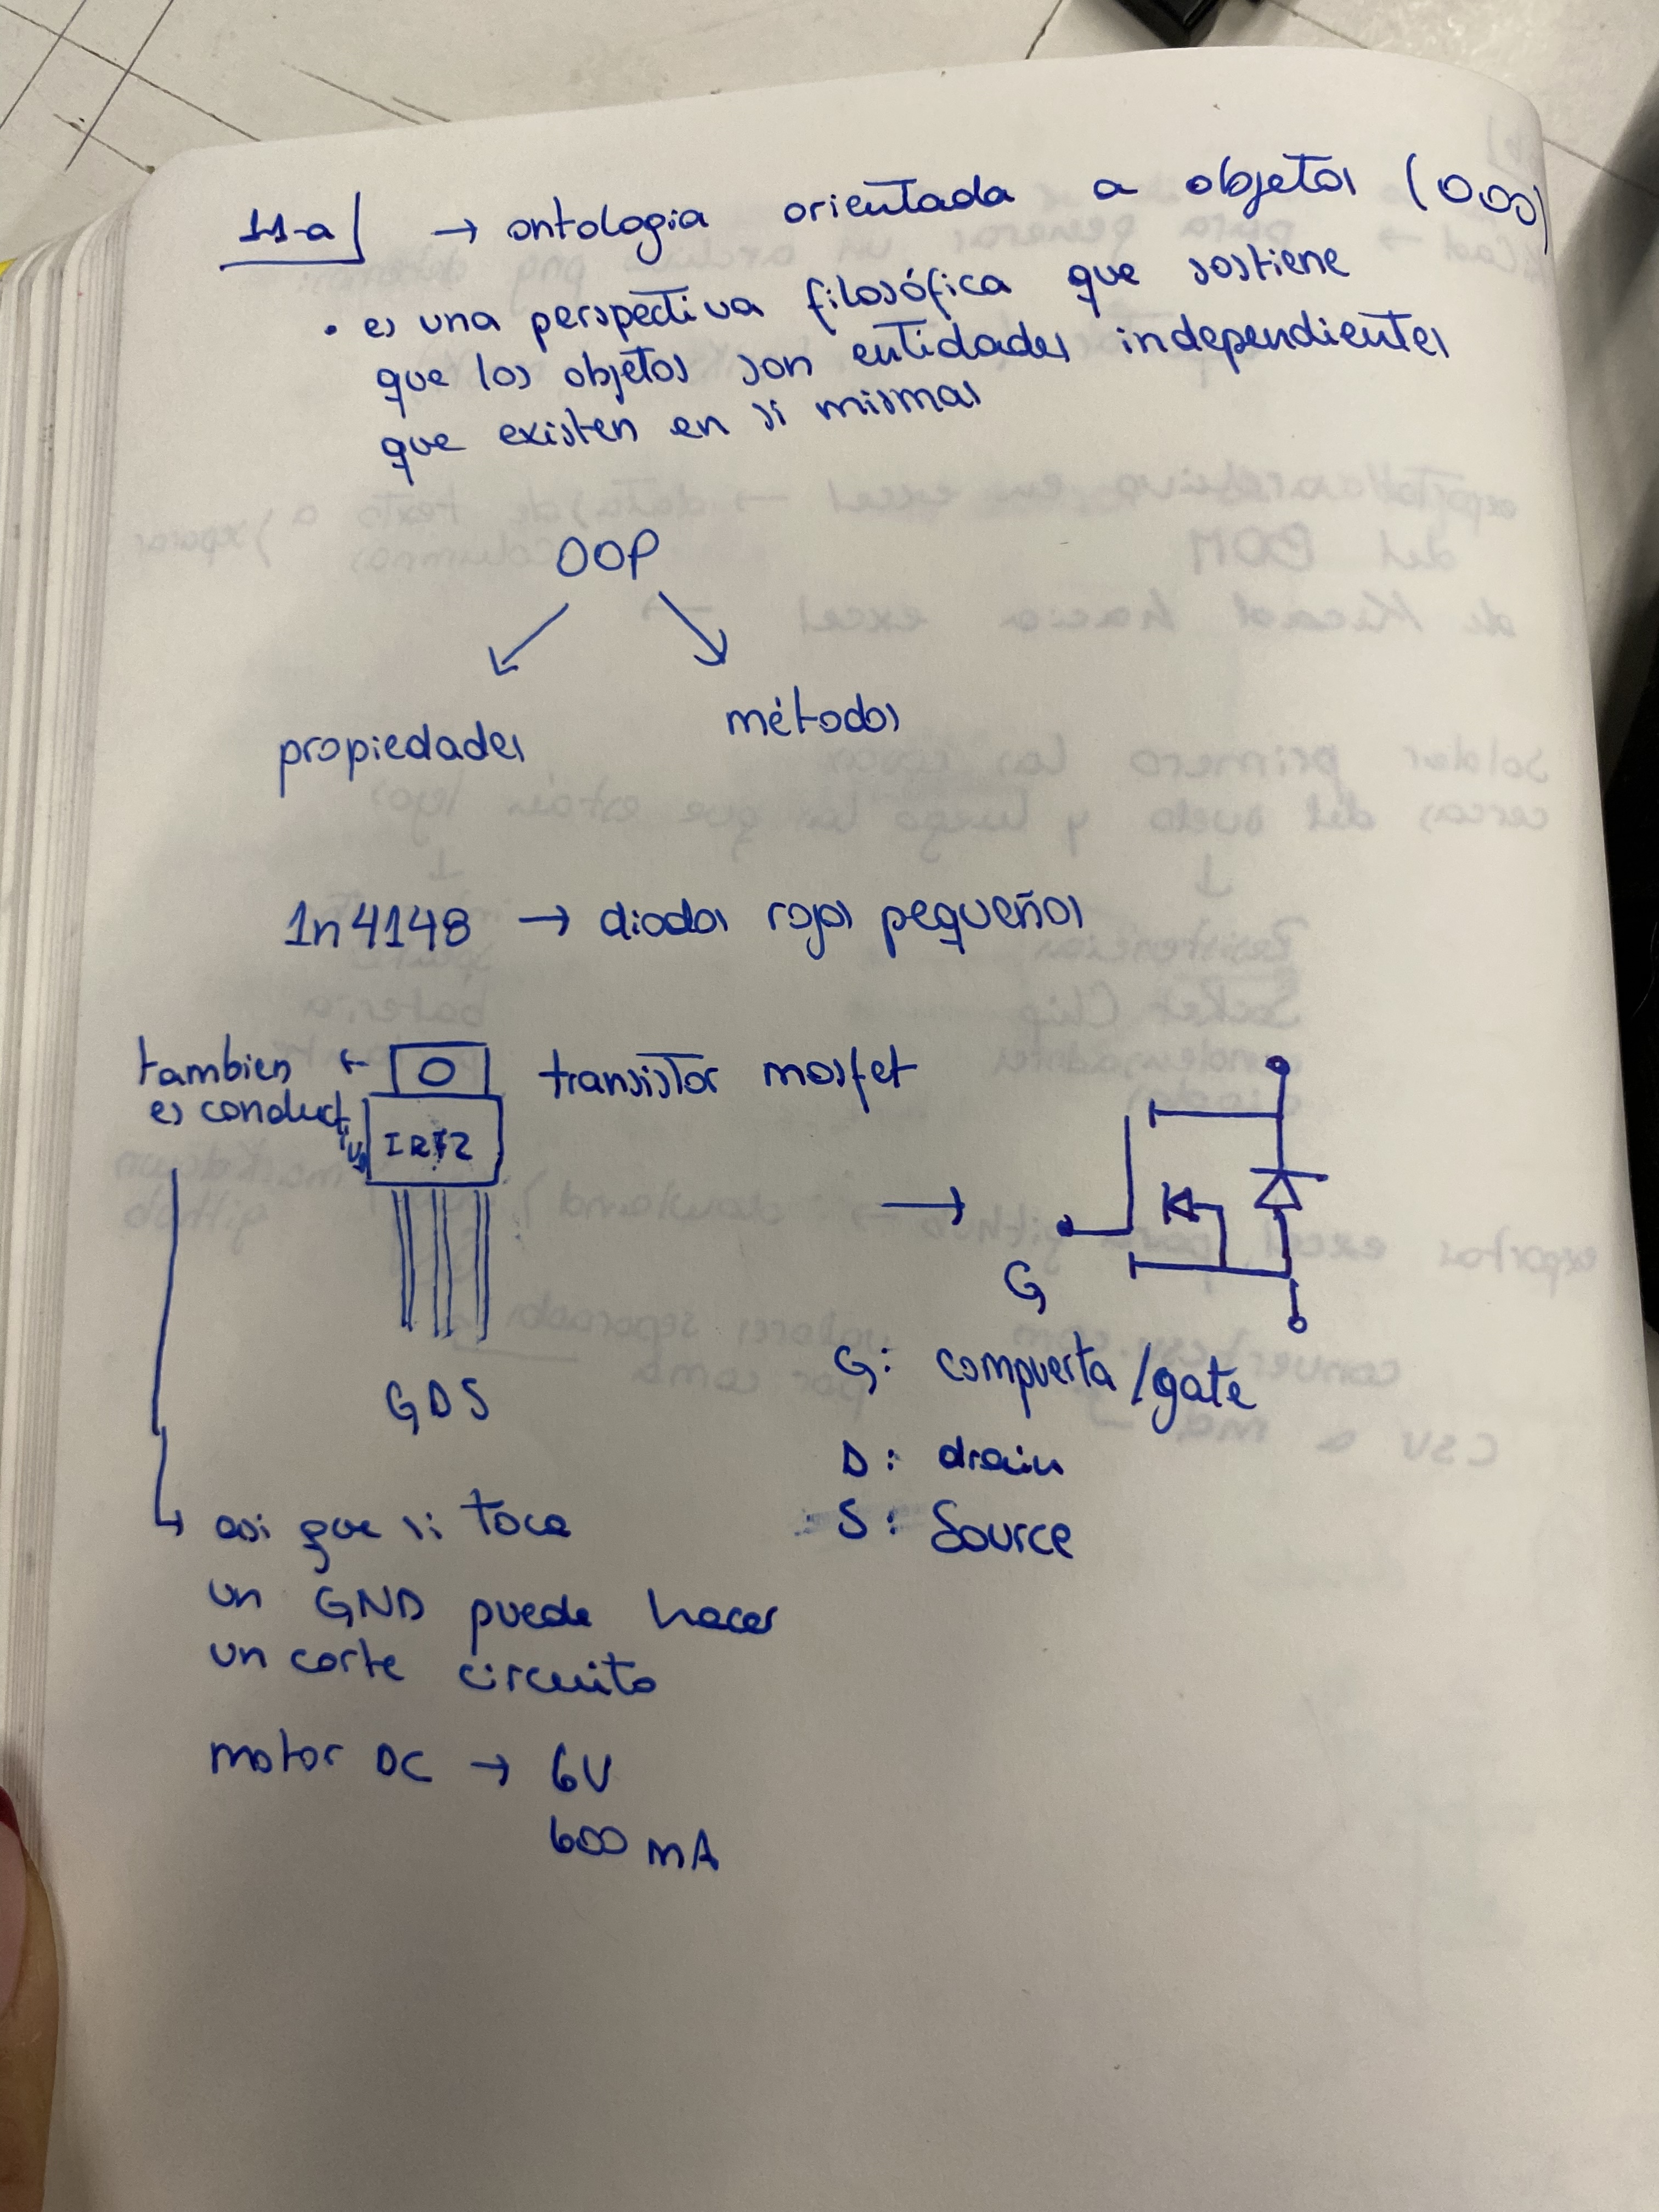 11-a → ontologia orientada a objetos (OOO)
• es una perspectiva filosófica que sostiene
que los objetos son entidades independientes
que existen en si mismas
OOP
propiedades métodos
1n4148 → diodos rojos pequeños
tambien ←
es conductivo
transistor mosfet
G
GDS
G: compuerta/gate
D: drain
S: Source
asi que si toca
un GND puede hacer
un corte circuito
motor DC → 6V
600 mA